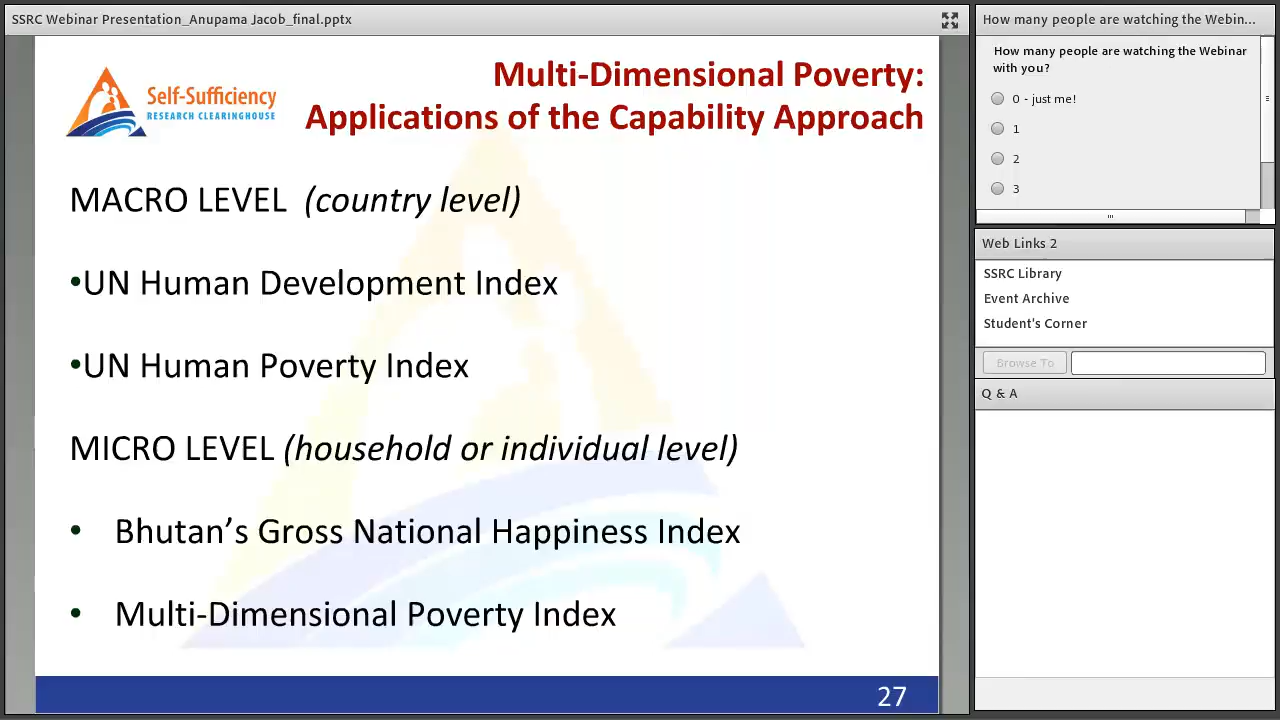 SSRC Webinar Presentation_Anupama Jacob_final.pptx
Self-Sufficiency
RESEARCH CLEARINGHOUSE
Multi-Dimensional Poverty:
Applications of the Capability Approach
MACRO LEVEL (country level)
•UN Human Development Index
•UN Human Poverty Index
MICRO LEVEL (household or individual level)
• Bhutan’s Gross National Happiness Index
• Multi-Dimensional Poverty Index
27
How many people are watching the Webin...
How many people are watching the Webinar
with you?
0 - just me!
1
2
3
Web Links 2
SSRC Library
Event Archive
Student's Corner
Browse To
Q & A